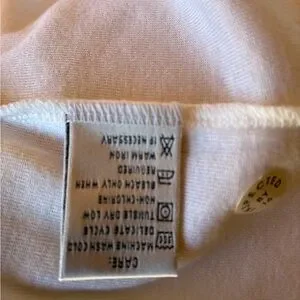 CARE:
MACHINE WASH COLD
DELICATE CYCLE
TUMBLE DRY LOW
NON-CHLORINE
BLEACH ONLY WHEN
REQUIRED
WARM IRON
IF NECESSARY